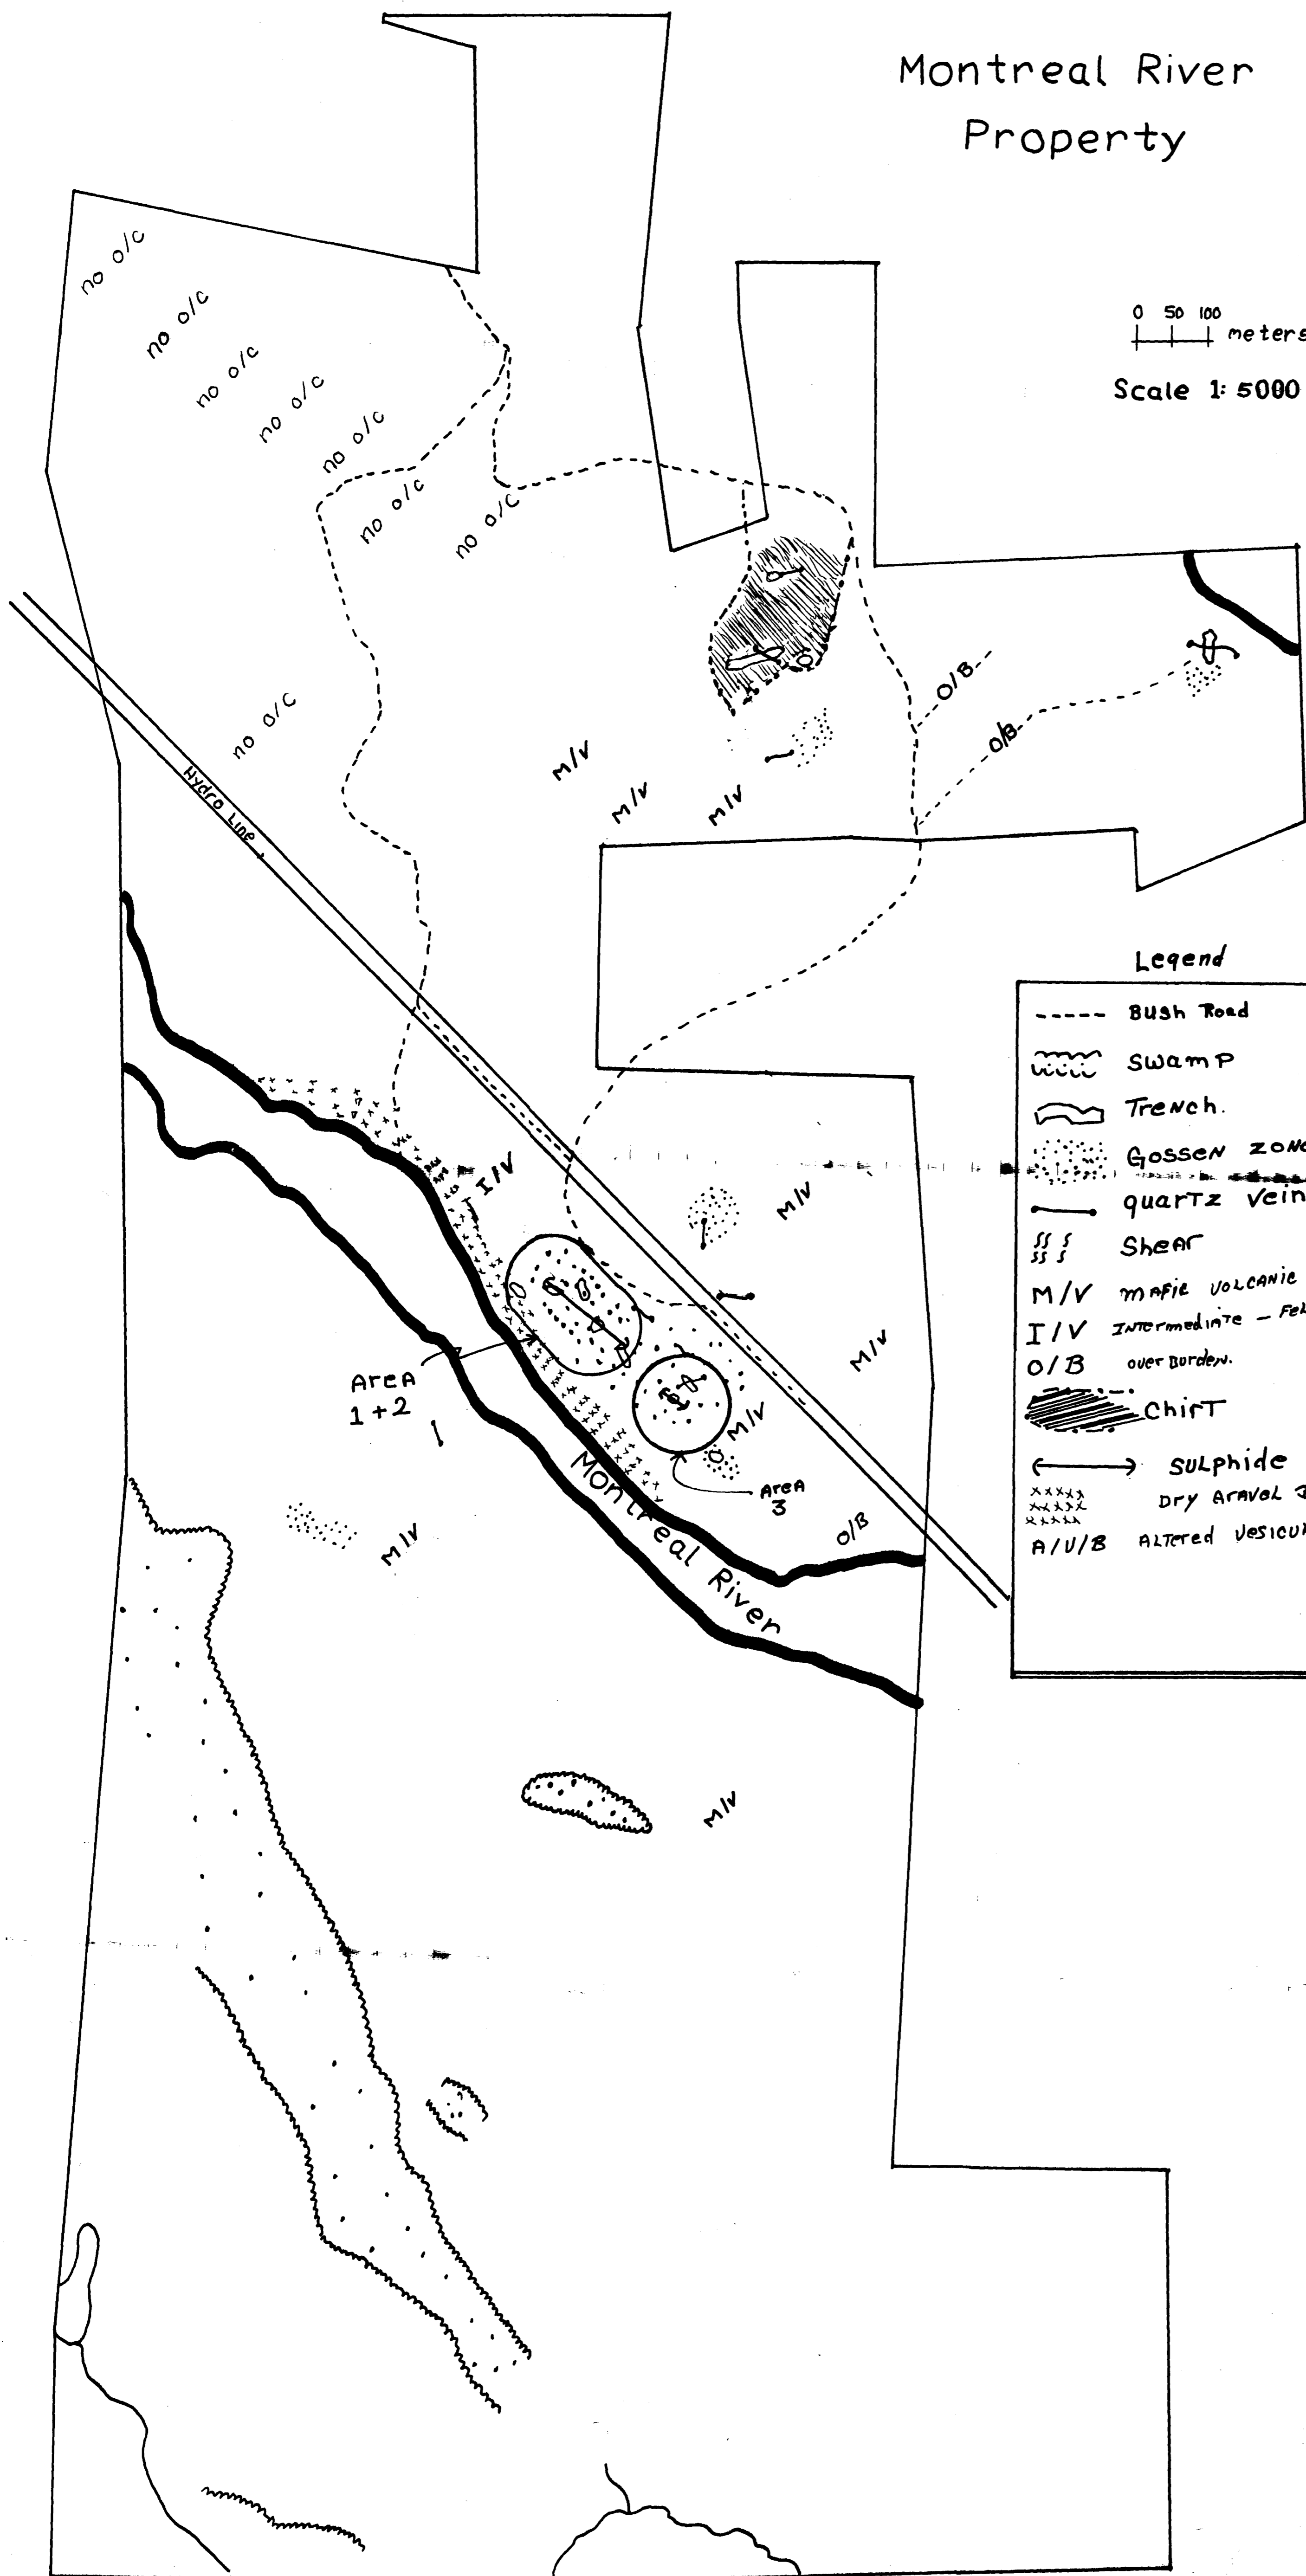 Montreal River
Property
0 50 100
meters
Scale 1:5000
no o/c
no o/c
no o/c
no o/c
no o/c
no o/c
no o/c
no o/c
Hydro Line
M/V
M/V
M/V
O/B
O/B
I/V
M/V
M/V
M/V
Area
1+2
Area
3
O/B
Montreal River
M/V
M/V
Legend
Bush Road
Swamp
Trench.
Gossen zone
quartz vein
Shear
M/V mafic volcanic
I/V Intermediate -
O/B over Burden.
ChirT
sulphide
Dry Gravel
A/V/B Altered